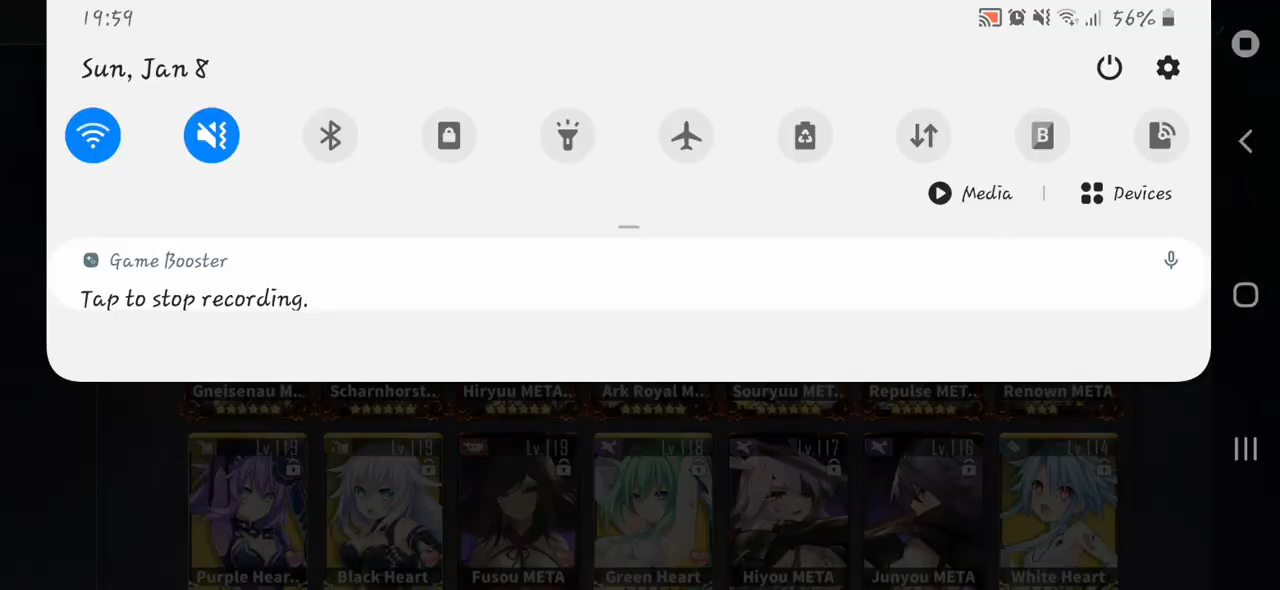 19:59
56%
Sun, Jan 8
B
Media | Devices
Game Booster
Tap to stop recording.
Gneisenau M.. Scharnhorst.. Hiryuu META.. Ark Royal M.. Souryuu MET.. Repulse MET.. Renown META
Lv.119 Lv.119 Lv.119 Lv.118 Lv.117 Lv.116 Lv.114
Purple Hear.. Black Heart Fusou META Green Heart Hiyou META Junyou META White Heart